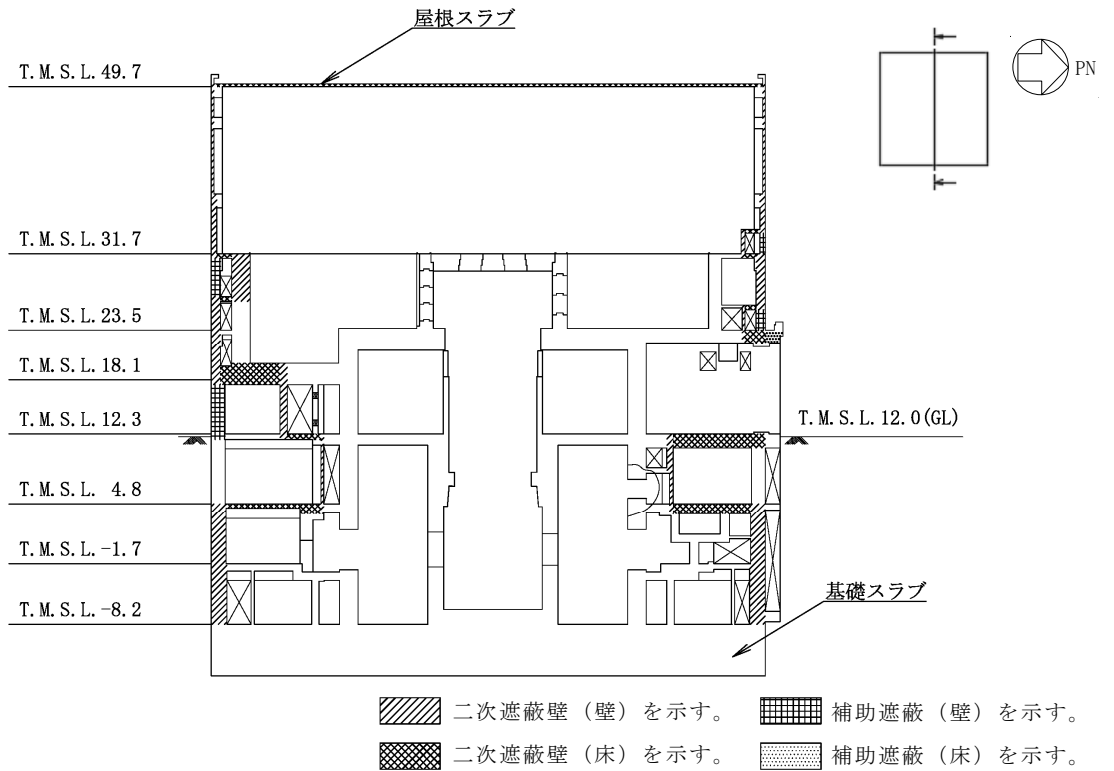 屋根スラブ
PN
T.M.S.L.49.7
T.M.S.L.31.7
T.M.S.L.23.5
T.M.S.L.18.1
T.M.S.L.12.3
T.M.S.L.12.0(GL)
T.M.S.L. 4.8
T.M.S.L.-1.7
T.M.S.L.-8.2
基礎スラブ
二次遮蔽壁（壁）を示す。
補助遮蔽（壁）を示す。
二次遮蔽壁（床）を示す。
補助遮蔽（床）を示す。